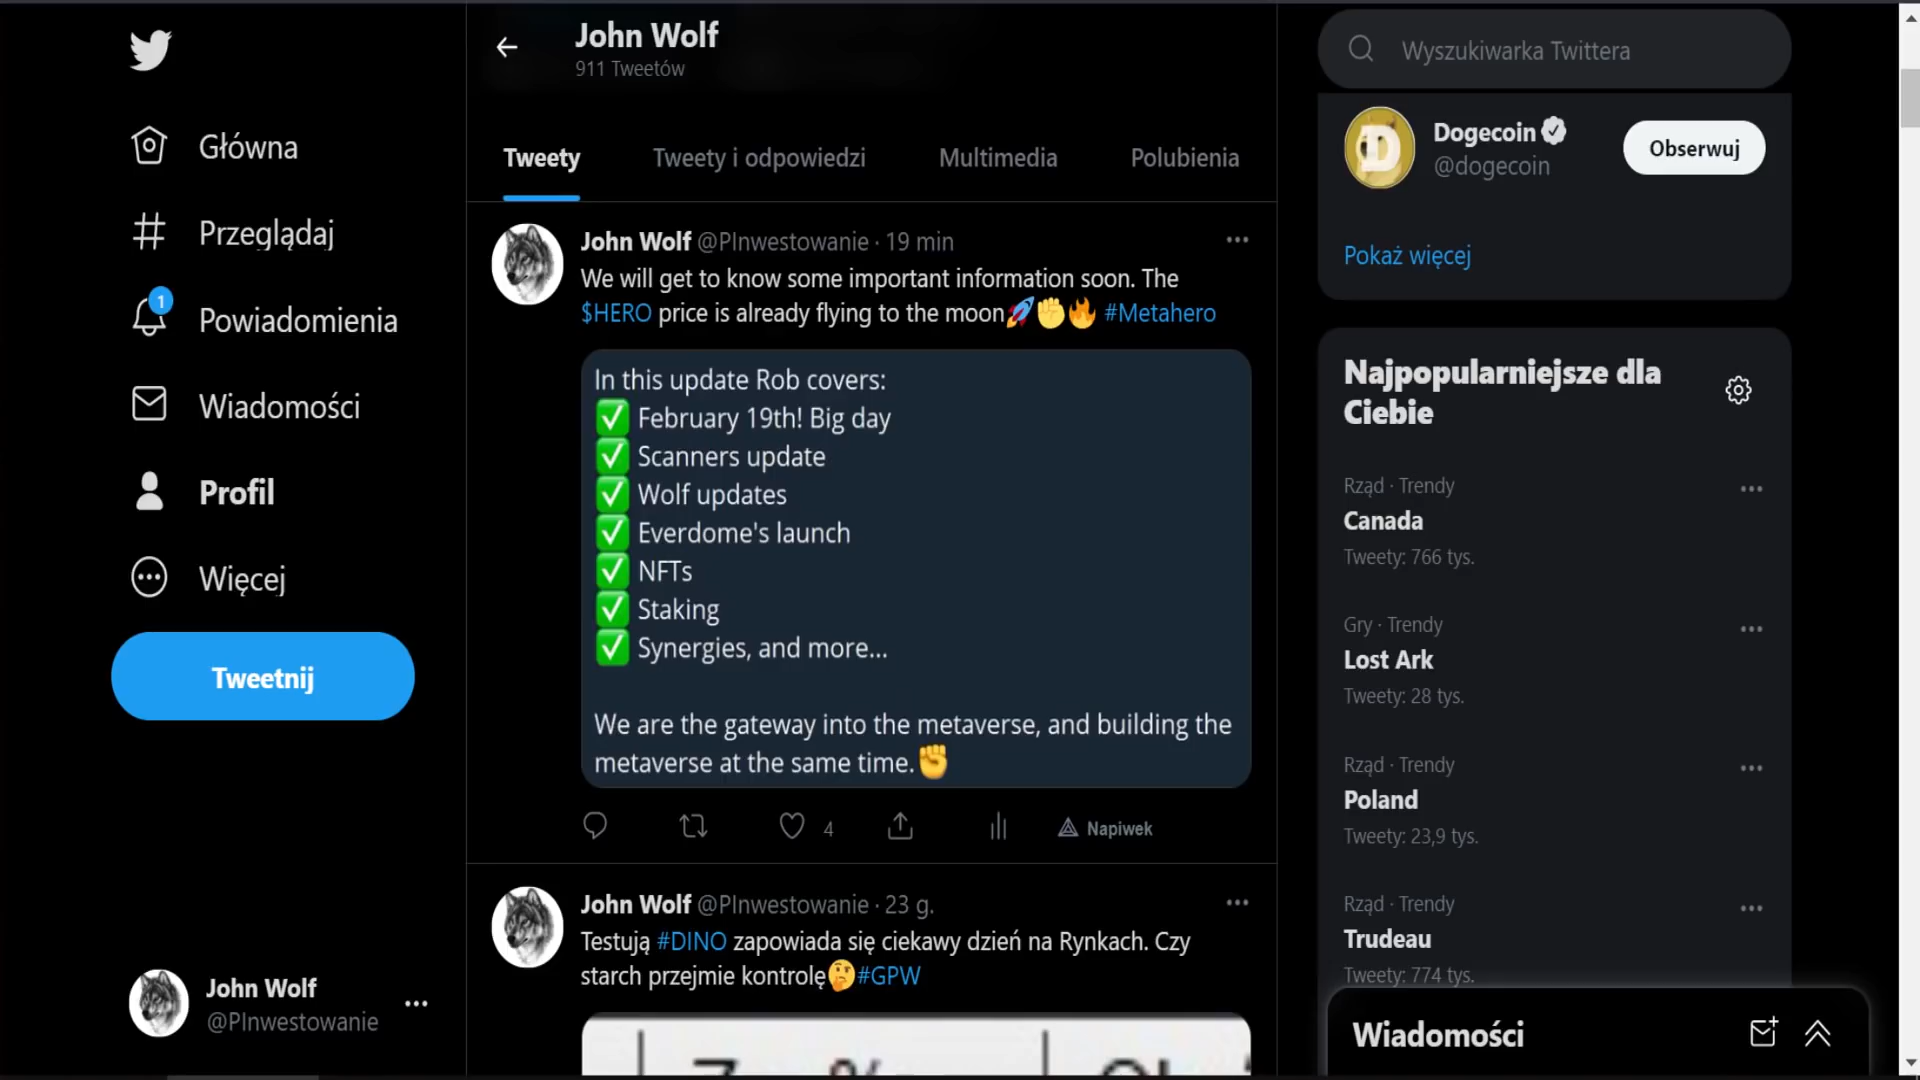 Główna
Przeglądaj
1
Powiadomienia
Wiadomości
Profil
Więcej
Tweetnij
John Wolf
@PInwestowanie
John Wolf
911 Tweetów
Tweety
Tweety i odpowiedzi
Multimedia
Polubienia
John Wolf @PInwestowanie · 19 min
We will get to know some important information soon. The
$HERO price is already flying to the moon🚀✊🔥 #Metahero
In this update Rob covers:
✅ February 19th! Big day
✅ Scanners update
✅ Wolf updates
✅ Everdome's launch
✅ NFTs
✅ Staking
✅ Synergies, and more...
We are the gateway into the metaverse, and building the
metaverse at the same time.✊
4
Napiwek
John Wolf @PInwestowanie · 23 g.
Testują #DINO zapowiada się ciekawy dzień na Rynkach. Czy
starch przejmie kontrolę🤔#GPW
Wyszukiwarka Twittera
Dogecoin
@dogecoin
Obserwuj
Pokaż więcej
Najpopularniejsze dla
Ciebie
Rząd · Trendy
Canada
Tweety: 766 tys.
Gry · Trendy
Lost Ark
Tweety: 28 tys.
Rząd · Trendy
Poland
Tweety: 23,9 tys.
Rząd · Trendy
Trudeau
Tweety: 774 tys.
Wiadomości